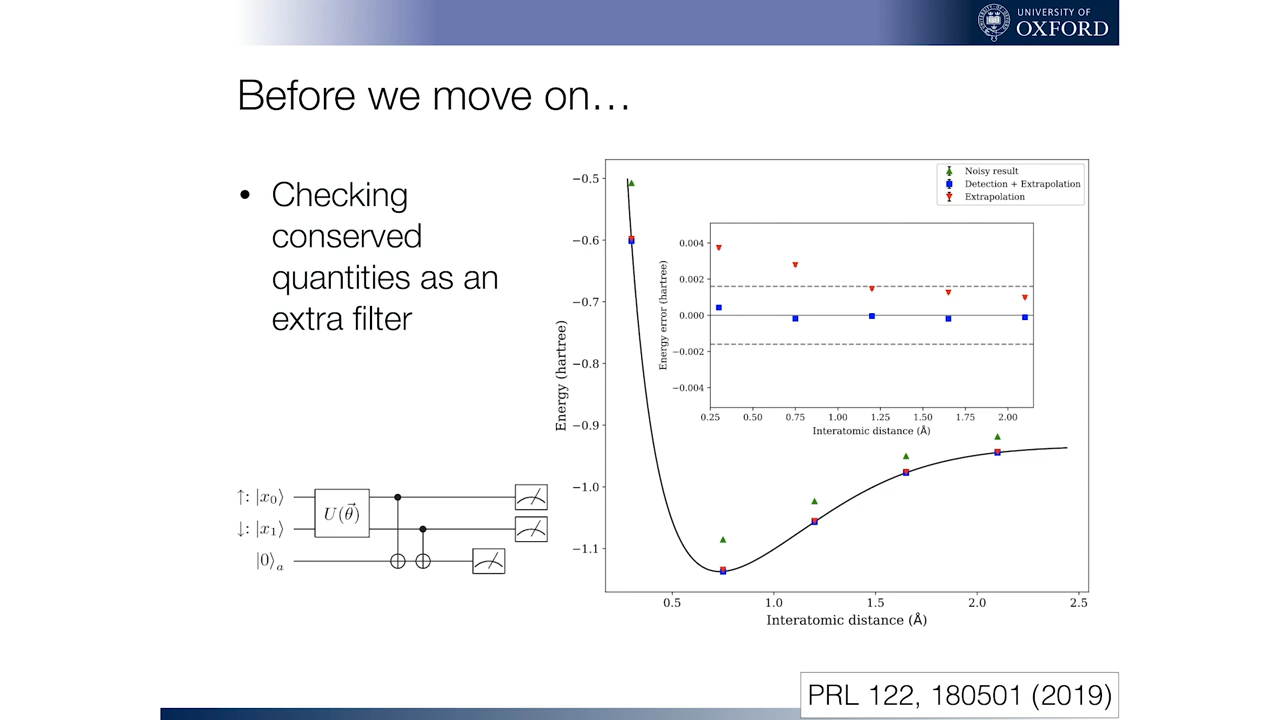 UNIVERSITY OF
OXFORD
Before we move on…
• Checking
conserved
quantities as an
extra filter
↑: |x₀⟩
U(θ⃗)
↓: |x₁⟩
|0⟩ₐ
Noisy result
Detection + Extrapolation
Extrapolation
Energy (hartree)
−0.5
−0.6
−0.7
−0.8
−0.9
−1.0
−1.1
0.5 1.0 1.5 2.0 2.5
Interatomic distance (Å)
Energy error (hartree)
0.004
0.002
0.000
−0.002
−0.004
0.25 0.50 0.75 1.00 1.25 1.50 1.75 2.00
Interatomic distance (Å)
PRL 122, 180501 (2019)